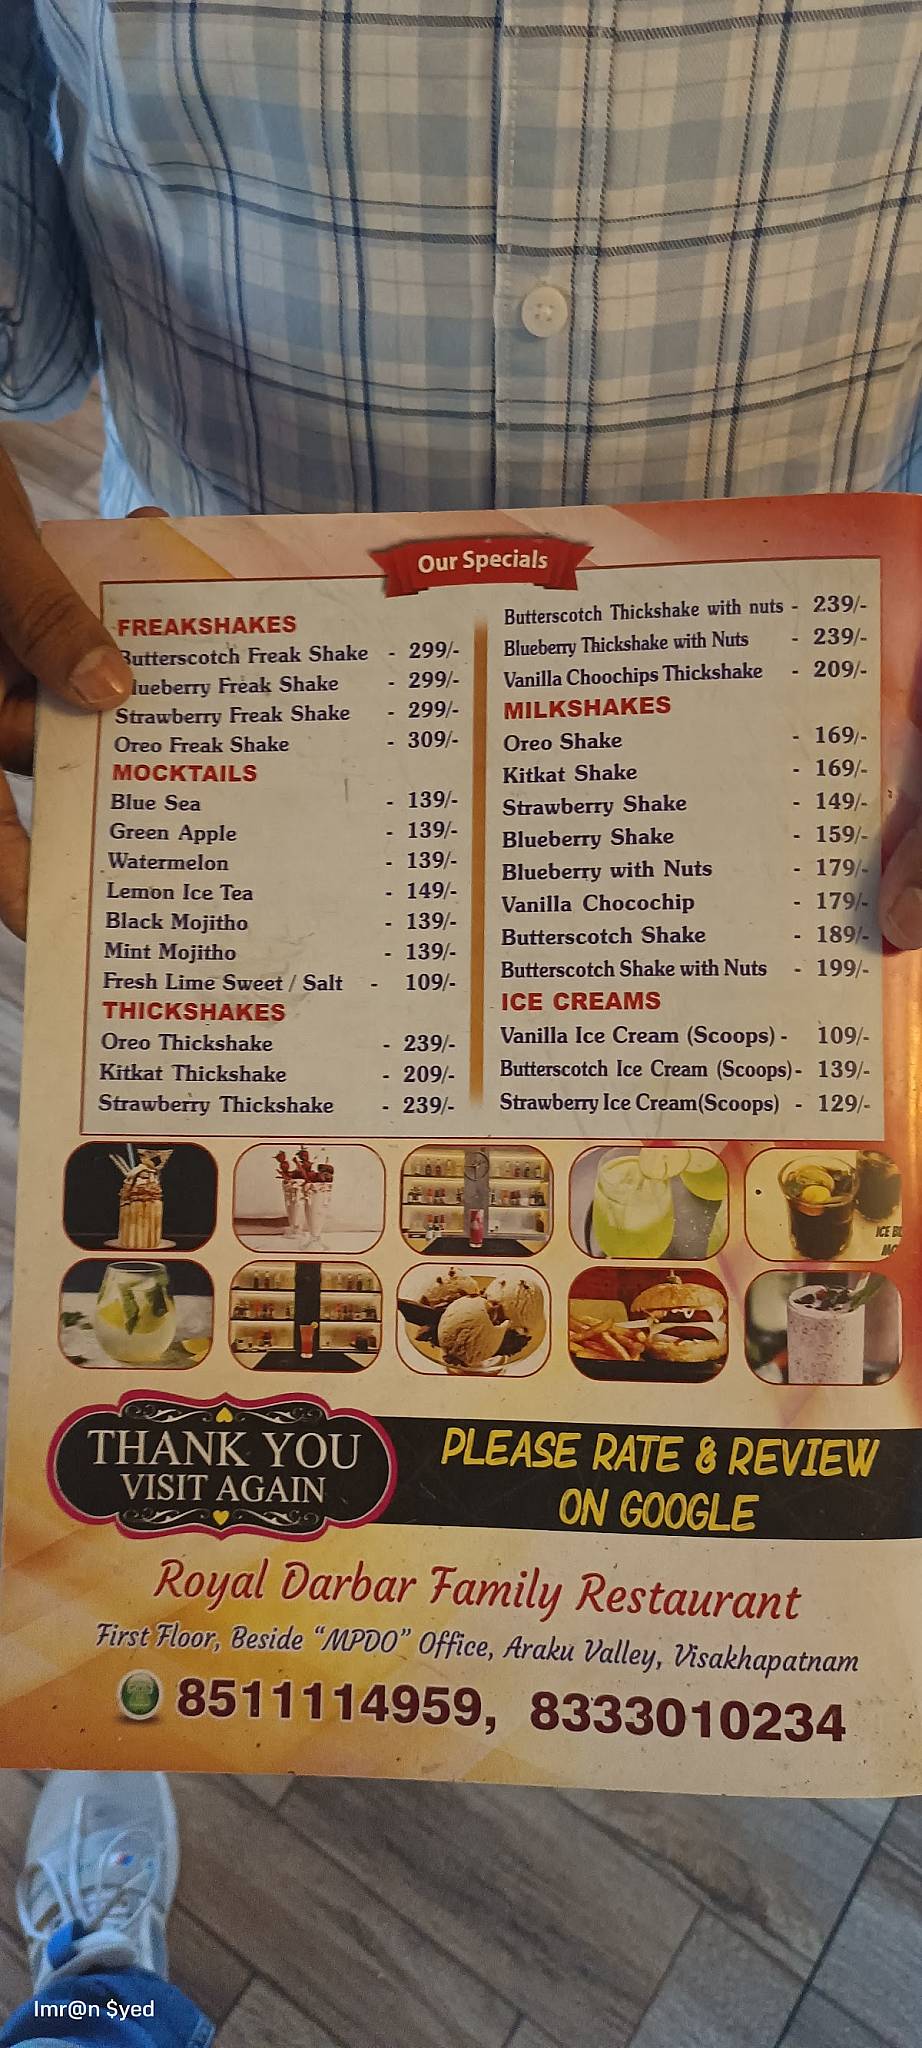 Our Specials
FREAKSHAKES
Butterscotch Freak Shake - 299/-
lueberry Freak Shake - 299/-
Strawberry Freak Shake - 299/-
Oreo Freak Shake - 309/-
MOCKTAILS
Blue Sea - 139/-
Green Apple - 139/-
Watermelon - 139/-
Lemon Ice Tea - 149/-
Black Mojitho - 139/-
Mint Mojitho - 139/-
Fresh Lime Sweet / Salt - 109/-
THICKSHAKES
Oreo Thickshake - 239/-
Kitkat Thickshake - 209/-
Strawberry Thickshake - 239/-
Butterscotch Thickshake with nuts - 239/-
Blueberry Thickshake with Nuts - 239/-
Vanilla Choochips Thickshake - 209/-
MILKSHAKES
Oreo Shake - 169/-
Kitkat Shake - 169/-
Strawberry Shake - 149/-
Blueberry Shake - 159/-
Blueberry with Nuts - 179/-
Vanilla Chocochip - 179/-
Butterscotch Shake - 189/-
Butterscotch Shake with Nuts - 199/-
ICE CREAMS
Vanilla Ice Cream (Scoops) - 109/-
Butterscotch Ice Cream (Scoops)- 139/-
Strawberry Ice Cream(Scoops) - 129/-
ICE
THANK YOU
VISIT AGAIN
PLEASE RATE & REVIEW
ON GOOGLE
Royal Darbar Family Restaurant
First Floor, Beside "MPDO" Office, Araku Valley, Visakhapatnam
8511114959, 8333010234
Imr@n $yed